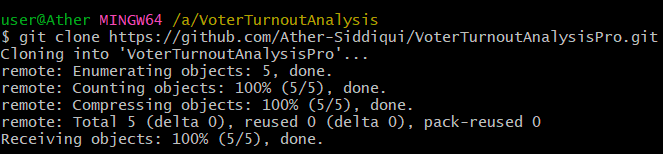 user@Ather MINGW64 /a/VoterTurnoutAnalysis
$ git clone https://github.com/Ather-Siddiqui/VoterTurnoutAnalysisPro.git
Cloning into 'VoterTurnoutAnalysisPro'...
remote: Enumerating objects: 5, done.
remote: Counting objects: 100% (5/5), done.
remote: Compressing objects: 100% (5/5), done.
remote: Total 5 (delta 0), reused 0 (delta 0), pack-reused 0
Receiving objects: 100% (5/5), done.